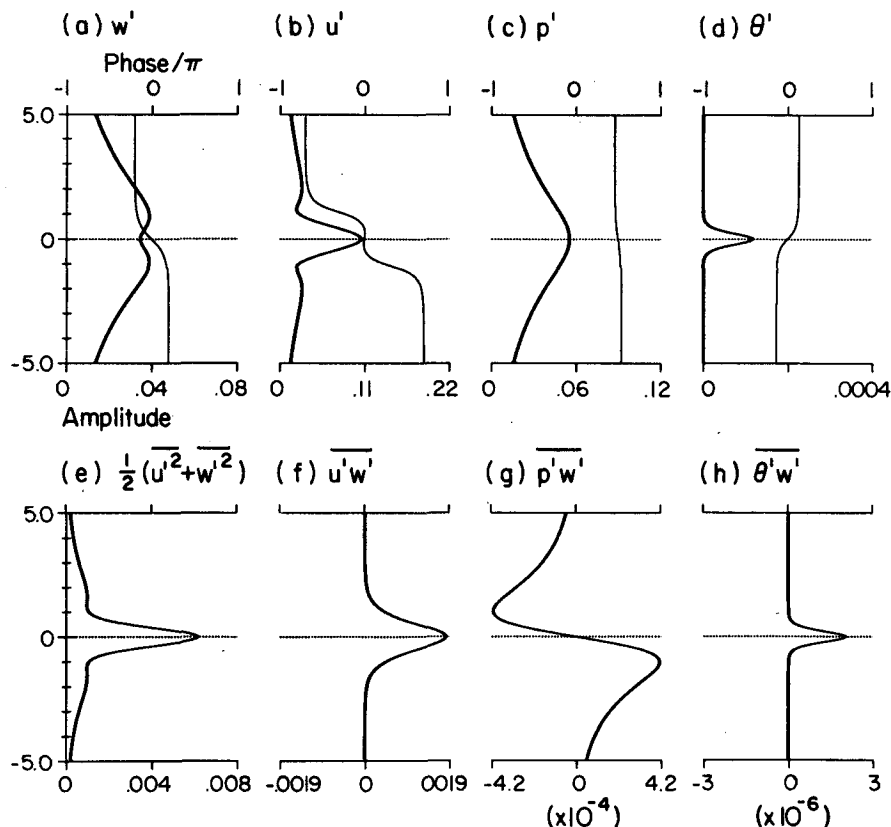 (a) w' (b) u' (c) p' (d) θ'
Phase/π
-1 0 1 -1 0 1 -1 0 1 -1 0 1
5.0
0
-5.0
0 .04 .08 0 .11 .22 0 .06 .12 0 .0004
Amplitude
(e) ½(u'²+w'²) (f) u'w' (g) p'w' (h) θ'w'
5.0
0
-5.0
0 .004 .008 -.0019 0 .0019 -4.2 0 4.2 -3 0 3
(x10⁻⁴) (x10⁻⁶)